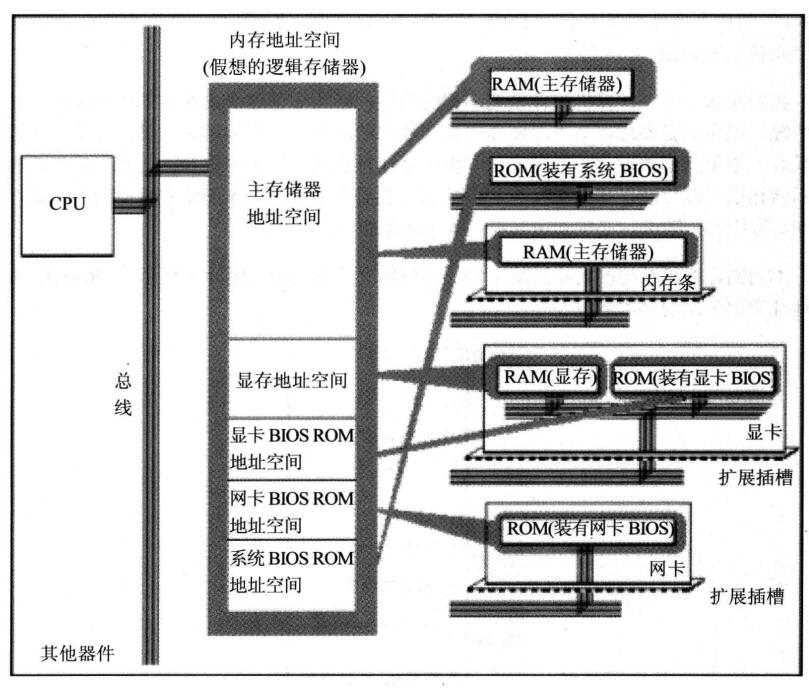 内存地址空间
(假想的逻辑存储器)
CPU
总
线
其他器件
主存储器
地址空间
显存地址空间
显卡 BIOS ROM
地址空间
网卡 BIOS ROM
地址空间
系统 BIOS ROM
地址空间
RAM(主存储器)
ROM(装有系统 BIOS)
RAM(主存储器)
内存条
RAM(显存)
ROM(装有显卡 BIOS)
显卡
扩展插槽
ROM(装有网卡 BIOS)
网卡
扩展插槽